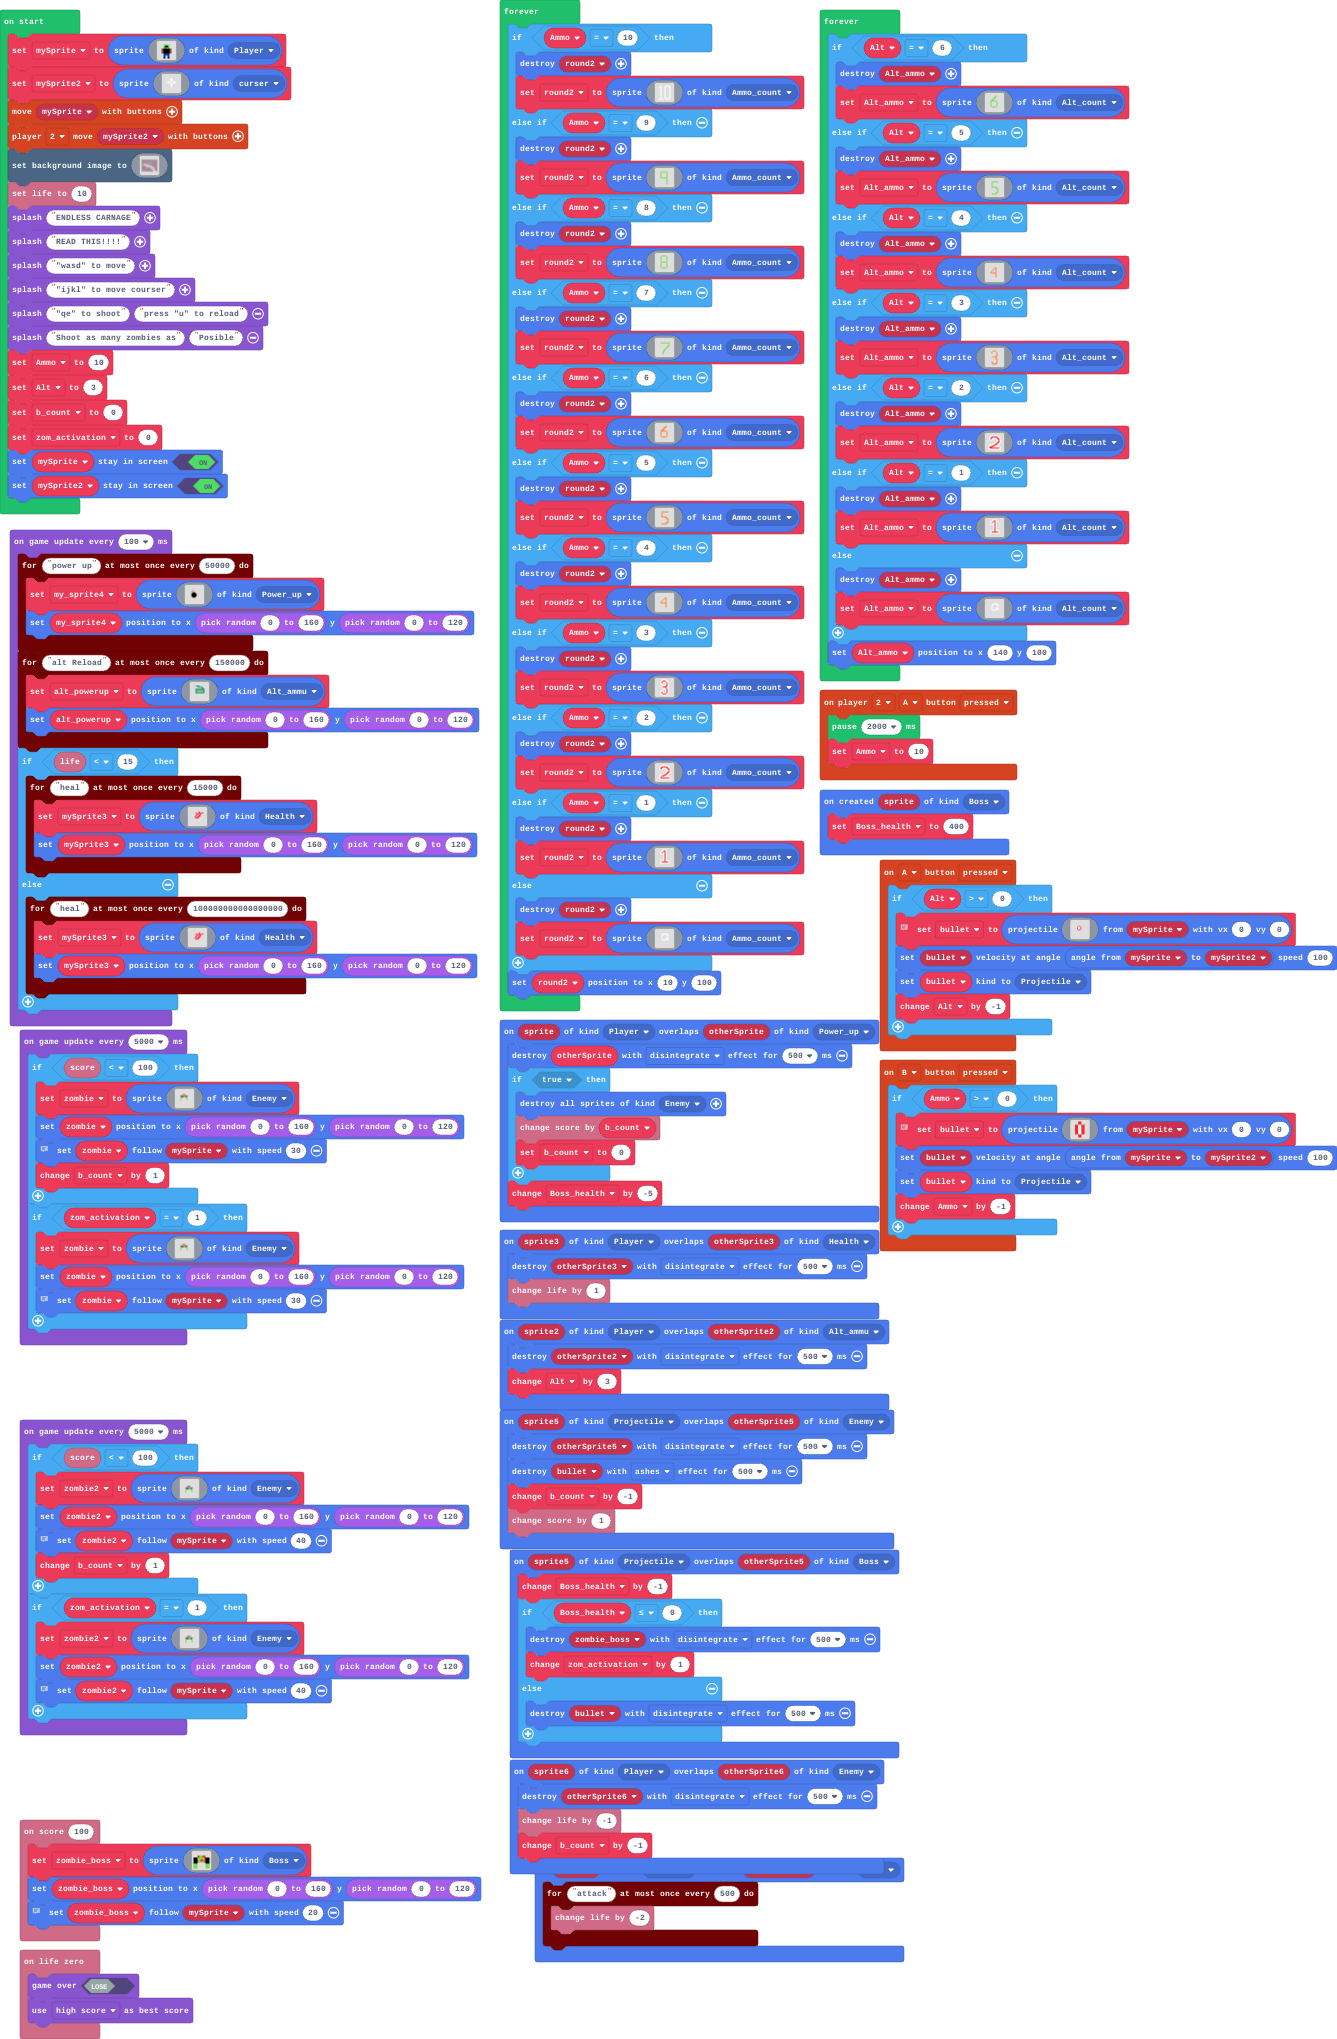 on start
set mySprite to sprite of kind Player
set mySprite2 to sprite of kind curser
move mySprite with buttons
player 2 move mySprite2 with buttons
set background image to
set life to 10
splash "ENDLESS CARNAGE"
splash "READ THIS!!!!"
splash ""wasd" to move"
splash ""ijkl" to move courser"
splash ""qe" to shoot" "press "u" to reload"
splash "Shoot as many zombies as" "Posible"
set Ammo to 10
set Alt to 3
set b_count to 0
set zom_activation to 0
set mySprite stay in screen ON
set mySprite2 stay in screen ON
on game update every 100 ms
for "power up" at most once every 50000 do
set my_sprite4 to sprite of kind Power_up
set my_sprite4 position to x pick random 0 to 160 y pick random 0 to 120
for "alt Reload" at most once every 150000 do
set alt_powerup to sprite of kind Alt_ammu
set alt_powerup position to x pick random 0 to 160 y pick random 0 to 120
if life < 15 then
for "heal" at most once every 15000 do
set mySprite3 to sprite of kind Health
set mySprite3 position to x pick random 0 to 160 y pick random 0 to 120
else
for "heal" at most once every 100000000000000000 do
set mySprite3 to sprite of kind Health
set mySprite3 position to x pick random 0 to 160 y pick random 0 to 120
on game update every 5000 ms
if score < 100 then
set zombie to sprite of kind Enemy
set zombie position to x pick random 0 to 160 y pick random 0 to 120
set zombie follow mySprite with speed 30
change b_count by 1
if zom_activation = 1 then
set zombie to sprite of kind Enemy
set zombie position to x pick random 0 to 160 y pick random 0 to 120
set zombie follow mySprite with speed 30
on game update every 5000 ms
if score < 100 then
set zombie2 to sprite of kind Enemy
set zombie2 position to x pick random 0 to 160 y pick random 0 to 120
set zombie2 follow mySprite with speed 40
change b_count by 1
if zom_activation = 1 then
set zombie2 to sprite of kind Enemy
set zombie2 position to x pick random 0 to 160 y pick random 0 to 120
set zombie2 follow mySprite with speed 40
on score 100
set zombie_boss to sprite of kind Boss
set zombie_boss position to x pick random 0 to 160 y pick random 0 to 120
set zombie_boss follow mySprite with speed 20
on life zero
game over LOSE
use high score as best score
forever
if Ammo = 10 then
destroy round2
set round2 to sprite 10 of kind Ammo_count
else if Ammo = 9 then
destroy round2
set round2 to sprite 9 of kind Ammo_count
else if Ammo = 8 then
destroy round2
set round2 to sprite 8 of kind Ammo_count
else if Ammo = 7 then
destroy round2
set round2 to sprite 7 of kind Ammo_count
else if Ammo = 6 then
destroy round2
set round2 to sprite 6 of kind Ammo_count
else if Ammo = 5 then
destroy round2
set round2 to sprite 5 of kind Ammo_count
else if Ammo = 4 then
destroy round2
set round2 to sprite 4 of kind Ammo_count
else if Ammo = 3 then
destroy round2
set round2 to sprite 3 of kind Ammo_count
else if Ammo = 2 then
destroy round2
set round2 to sprite 2 of kind Ammo_count
else if Ammo = 1 then
destroy round2
set round2 to sprite 1 of kind Ammo_count
else
destroy round2
set round2 to sprite of kind Ammo_count
set round2 position to x 10 y 100
on sprite of kind Player overlaps otherSprite of kind Power_up
destroy otherSprite with disintegrate effect for 500 ms
if true then
destroy all sprites of kind Enemy
change score by b_count
set b_count to 0
change Boss_health by -5
on sprite3 of kind Player overlaps otherSprite3 of kind Health
destroy otherSprite3 with disintegrate effect for 500 ms
change life by 1
on sprite2 of kind Player overlaps otherSprite2 of kind Alt_ammu
destroy otherSprite2 with disintegrate effect for 500 ms
change Alt by 3
on sprite5 of kind Projectile overlaps otherSprite5 of kind Enemy
destroy otherSprite5 with disintegrate effect for 500 ms
destroy bullet with ashes effect for 500 ms
change b_count by -1
change score by 1
on sprite5 of kind Projectile overlaps otherSprite5 of kind Boss
change Boss_health by -1
if Boss_health ≤ 0 then
destroy zombie_boss with disintegrate effect for 500 ms
change zom_activation by 1
else
destroy bullet with disintegrate effect for 500 ms
on sprite6 of kind Player overlaps otherSprite6 of kind Enemy
destroy otherSprite6 with disintegrate effect for 500 ms
change life by -1
change b_count by -1
for "attack" at most once every 500 do
change life by -2
forever
if Alt = 6 then
destroy Alt_ammo
set Alt_ammo to sprite 6 of kind Alt_count
else if Alt = 5 then
destroy Alt_ammo
set Alt_ammo to sprite 5 of kind Alt_count
else if Alt = 4 then
destroy Alt_ammo
set Alt_ammo to sprite 4 of kind Alt_count
else if Alt = 3 then
destroy Alt_ammo
set Alt_ammo to sprite 3 of kind Alt_count
else if Alt = 2 then
destroy Alt_ammo
set Alt_ammo to sprite 2 of kind Alt_count
else if Alt = 1 then
destroy Alt_ammo
set Alt_ammo to sprite 1 of kind Alt_count
else
destroy Alt_ammo
set Alt_ammo to sprite of kind Alt_count
set Alt_ammo position to x 140 y 100
on player 2 A button pressed
pause 2000 ms
set Ammo to 10
on created sprite of kind Boss
set Boss_health to 400
on A button pressed
if Alt > 0 then
set bullet to projectile from mySprite with vx 0 vy 0
set bullet velocity at angle angle from mySprite to mySprite2 speed 100
set bullet kind to Projectile
change Alt by -1
on B button pressed
if Ammo > 0 then
set bullet to projectile from mySprite with vx 0 vy 0
set bullet velocity at angle angle from mySprite to mySprite2 speed 100
set bullet kind to Projectile
change Ammo by -1